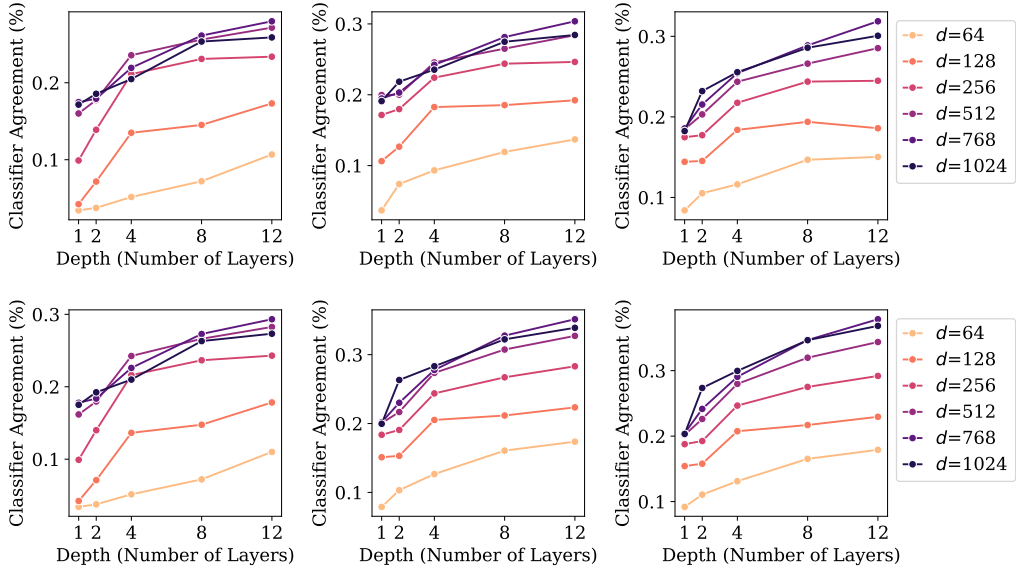 Classifier Agreement (%)
0.2
0.1
1 2 4 8 12
Depth (Number of Layers)
Classifier Agreement (%)
0.3
0.2
0.1
1 2 4 8 12
Depth (Number of Layers)
Classifier Agreement (%)
0.3
0.2
0.1
1 2 4 8 12
Depth (Number of Layers)
d=64
d=128
d=256
d=512
d=768
d=1024
Classifier Agreement (%)
0.3
0.2
0.1
1 2 4 8 12
Depth (Number of Layers)
Classifier Agreement (%)
0.3
0.2
0.1
1 2 4 8 12
Depth (Number of Layers)
Classifier Agreement (%)
0.3
0.2
0.1
1 2 4 8 12
Depth (Number of Layers)
d=64
d=128
d=256
d=512
d=768
d=1024